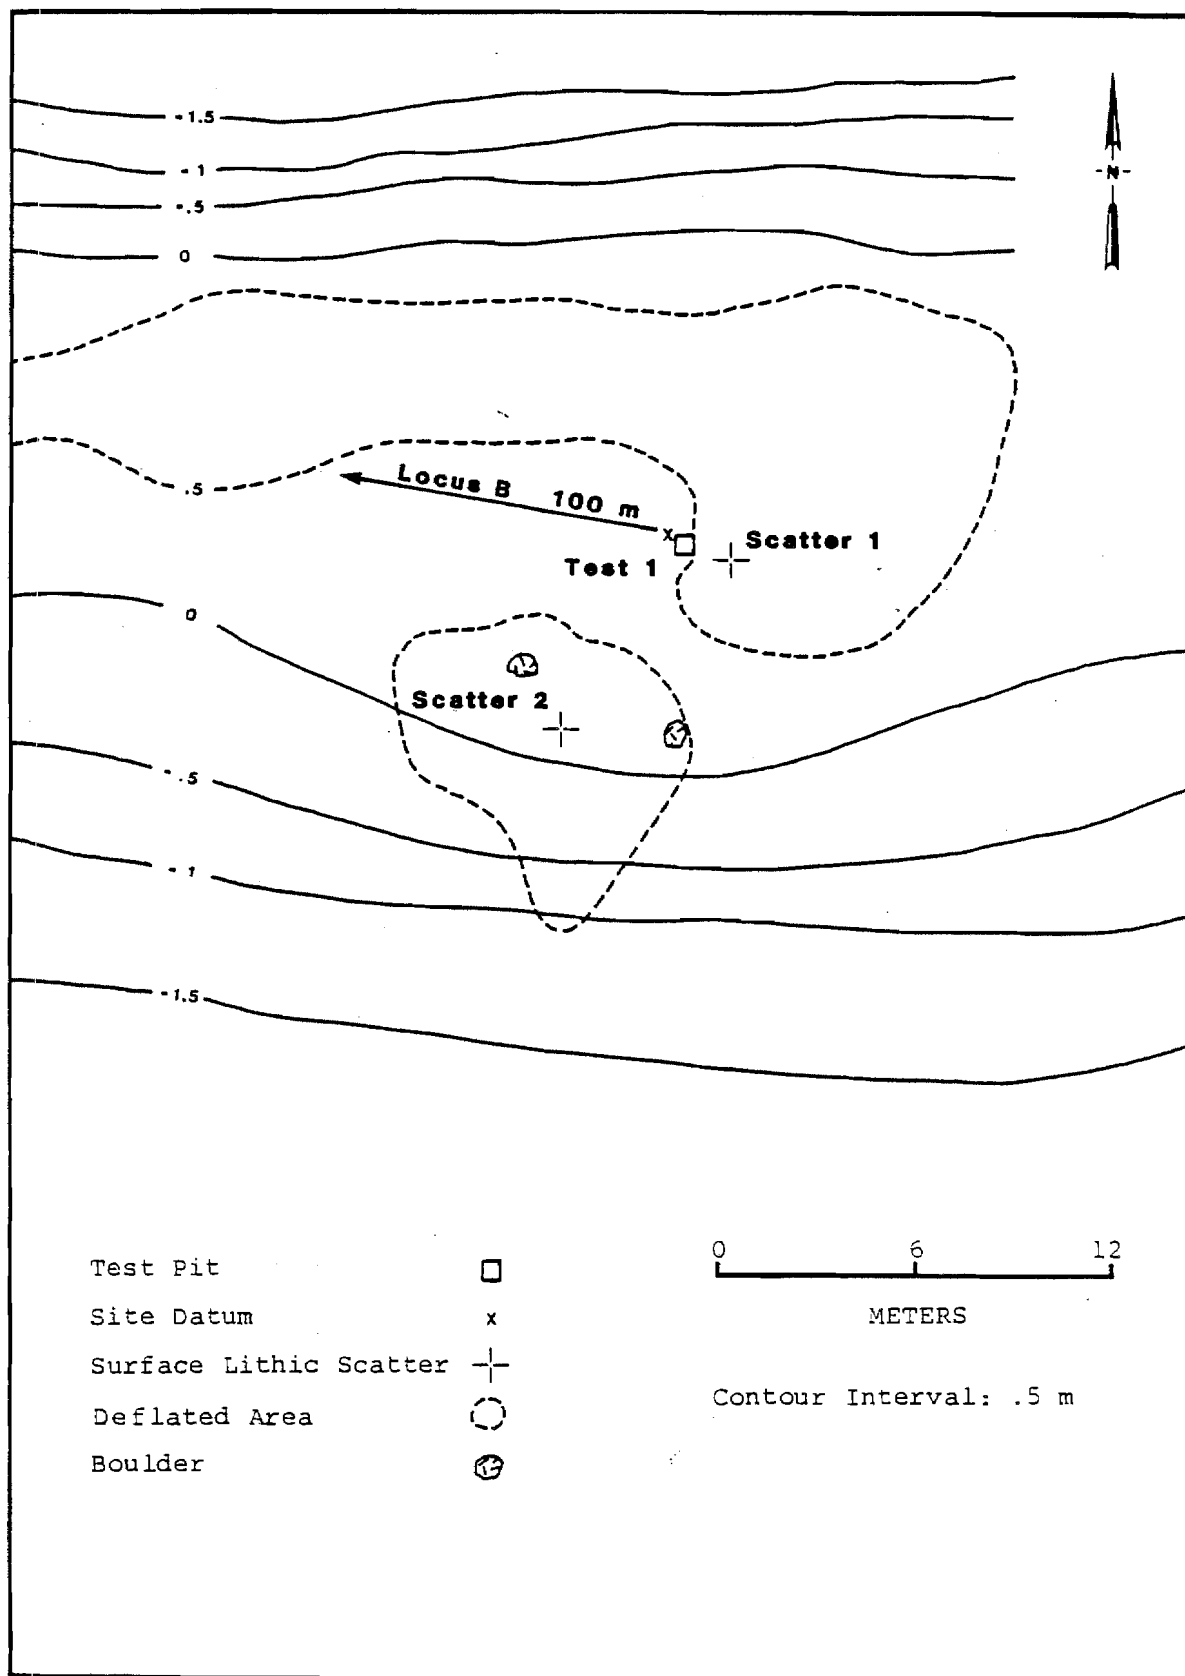 -1.5
-1
-.5
0
-N-
.5
Locus B 100 m
Scatter 1
Test 1
0
Scatter 2
-.5
-1
-1.5
Test Pit
Site Datum
Surface Lithic Scatter
Deflated Area
Boulder
0 6 12
METERS
Contour Interval: .5 m